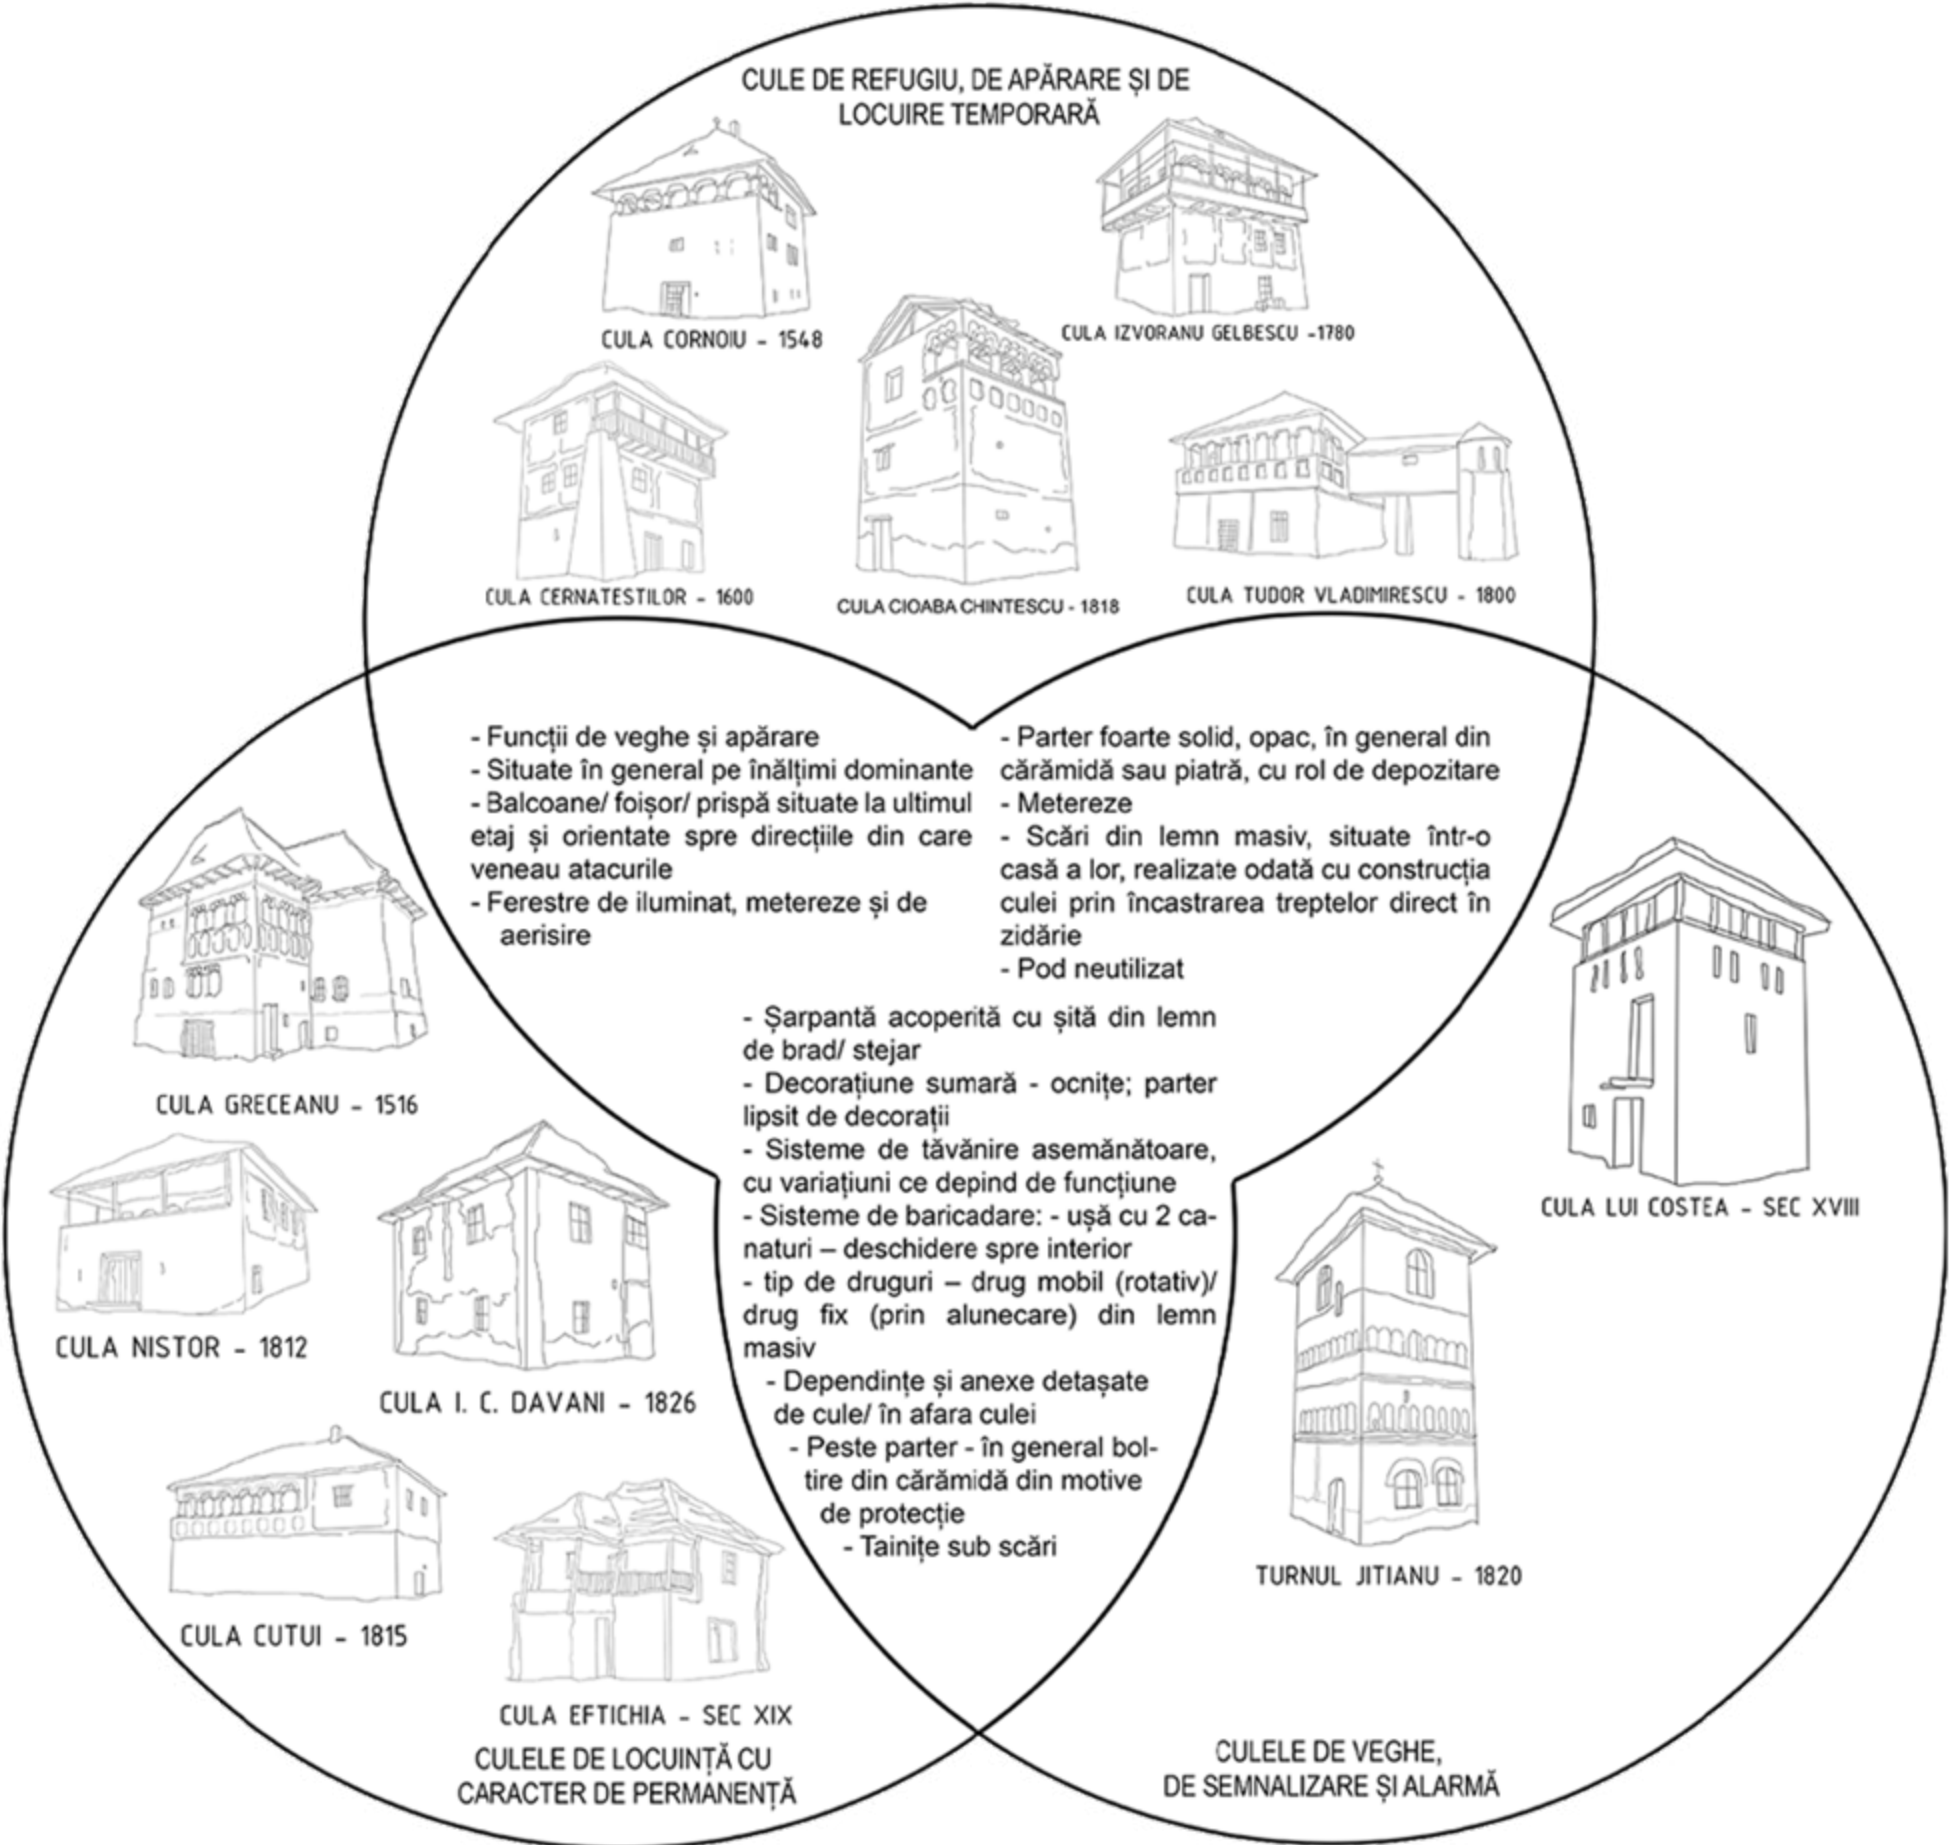 CULE DE REFUGIU, DE APĂRARE ȘI DE
LOCUIRE TEMPORARĂ
CULA CORNOIU - 1548
CULA IZVORANU GELBESCU -1780
CULA CERNATESTILOR - 1600
CULA CIOABA CHINTESCU - 1818
CULA TUDOR VLADIMIRESCU - 1800
- Funcții de veghe și apărare
- Situate în general pe înălțimi dominante
- Balcoane/ foișor/ prispă situate la ultimul
etaj și orientate spre direcțiile din care
veneau atacurile
- Ferestre de iluminat, metereze și de
aerisire
- Parter foarte solid, opac, în general din
cărămidă sau piatră, cu rol de depozitare
- Metereze
- Scări din lemn masiv, situate într-o
casă a lor, realizate odată cu construcția
culei prin încastrarea treptelor direct în
zidărie
- Pod neutilizat
- Șarpantă acoperită cu șită din lemn
de brad/ stejar
- Decorațiune sumară - ocnițe; parter
lipsit de decorații
- Sisteme de tăvănire asemănătoare,
cu variațiuni ce depind de funcțiune
- Sisteme de baricadare: - ușă cu 2 ca-
naturi – deschidere spre interior
- tip de druguri – drug mobil (rotativ)/
drug fix (prin alunecare) din lemn
masiv
- Dependințe și anexe detașate
de cule/ în afara culei
- Peste parter - în general bol-
tire din cărămidă din motive
de protecție
- Tainițe sub scări
CULA GRECEANU - 1516
CULA NISTOR - 1812
CULA I. C. DAVANI - 1826
CULA CUTUI - 1815
CULA EFTICHIA - SEC XIX
CULELE DE LOCUINȚĂ CU
CARACTER DE PERMANENȚĂ
CULA LUI COSTEA - SEC XVIII
TURNUL JITIANU - 1820
CULELE DE VEGHE,
DE SEMNALIZARE ȘI ALARMĂ